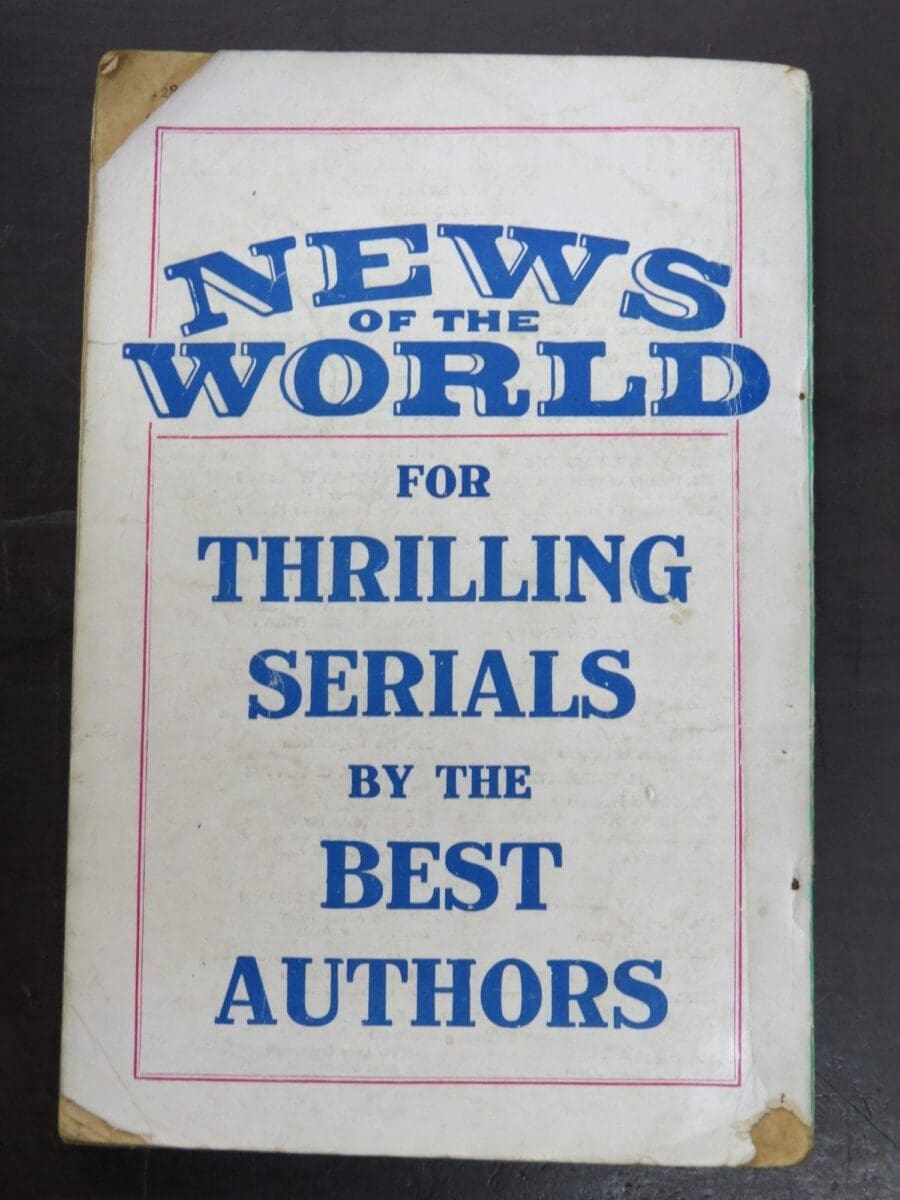 NEWS
OF THE
WORLD
FOR
THRILLING
SERIALS
BY THE
BEST
AUTHORS